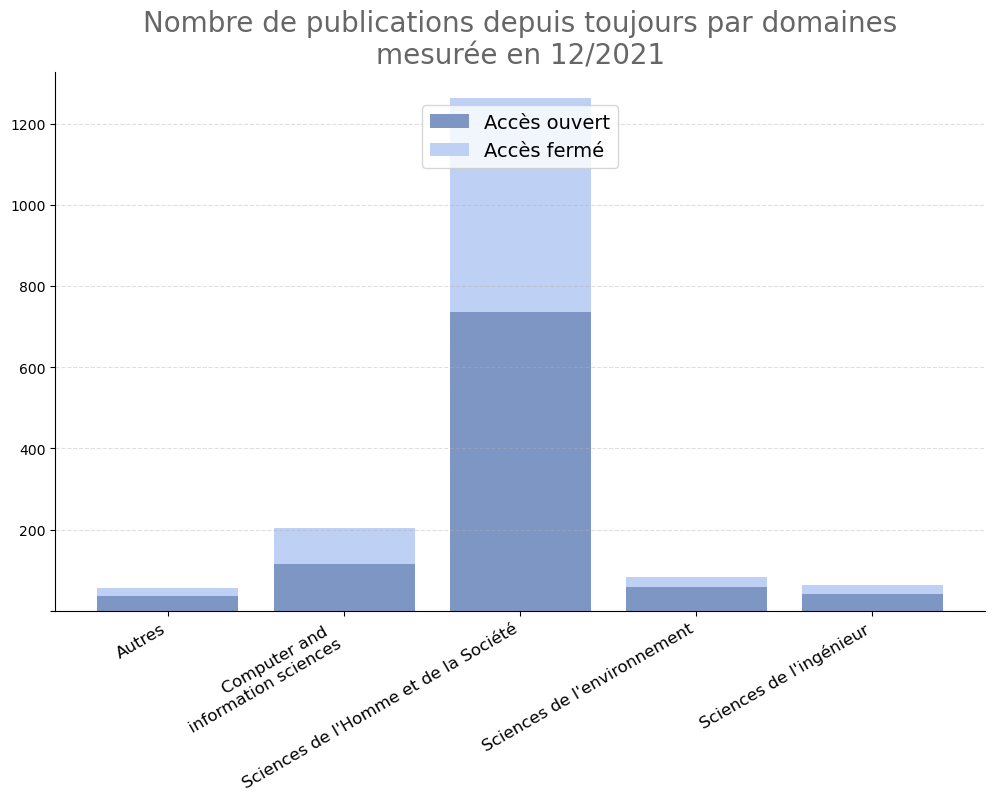 Nombre de publications depuis toujours par domaines
mesurée en 12/2021
Accès ouvert
Accès fermé
1200
1000
800
600
400
200
Autres
Computer and
information sciences
Sciences de l'Homme et de la Société
Sciences de l'environnement
Sciences de l'ingénieur